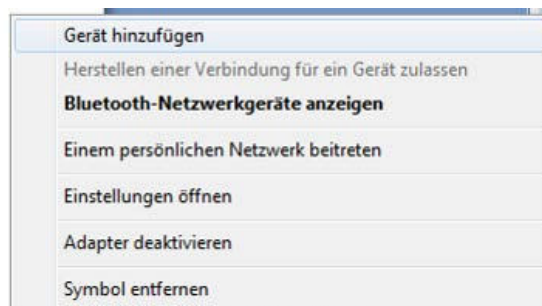 Gerät hinzufügen
Herstellen einer Verbindung für ein Gerät zulassen
Bluetooth-Netzwerkgeräte anzeigen
Einem persönlichen Netzwerk beitreten
Einstellungen öffnen
Adapter deaktivieren
Symbol entfernen